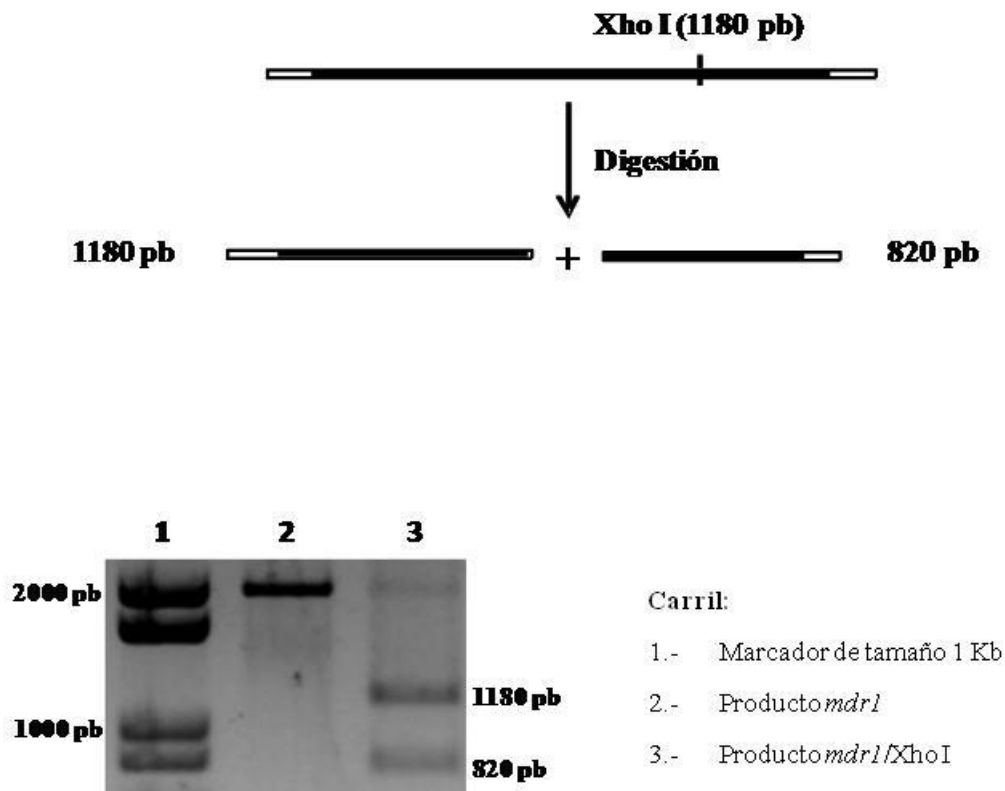 Xho I (1180 pb)
Digestión
1180 pb
+
820 pb
1 2 3
2000 pb
1000 pb
1180 pb
820 pb
Carril:
1.- Marcador de tamaño 1 Kb
2.- Producto mdr1
3.- Producto mdr1/Xho I